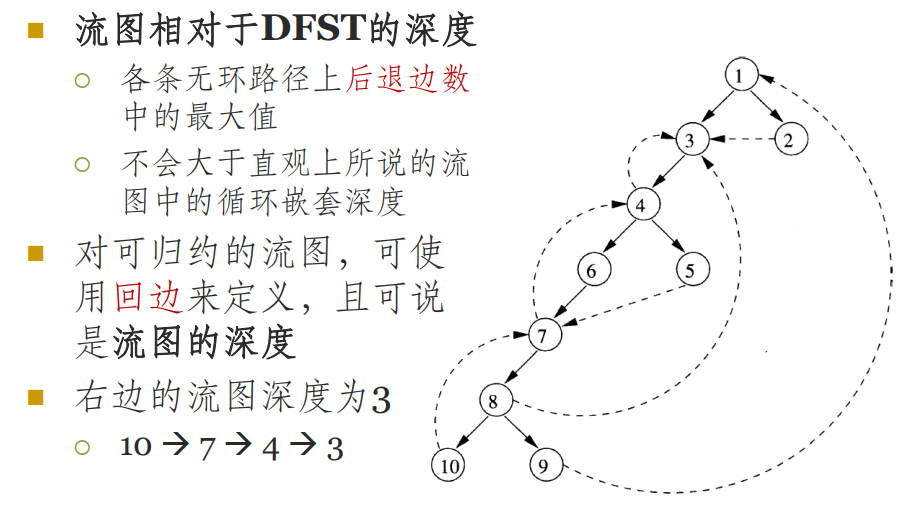 流图相对于DFST的深度
各条无环路径上后退边数
中的最大值
不会大于直观上所说的流
图中的循环嵌套深度
对可归约的流图，可使
用回边来定义，且可说
是流图的深度
右边的流图深度为3
10 → 7 → 4 → 3
1
3
2
4
6
5
7
8
10
9